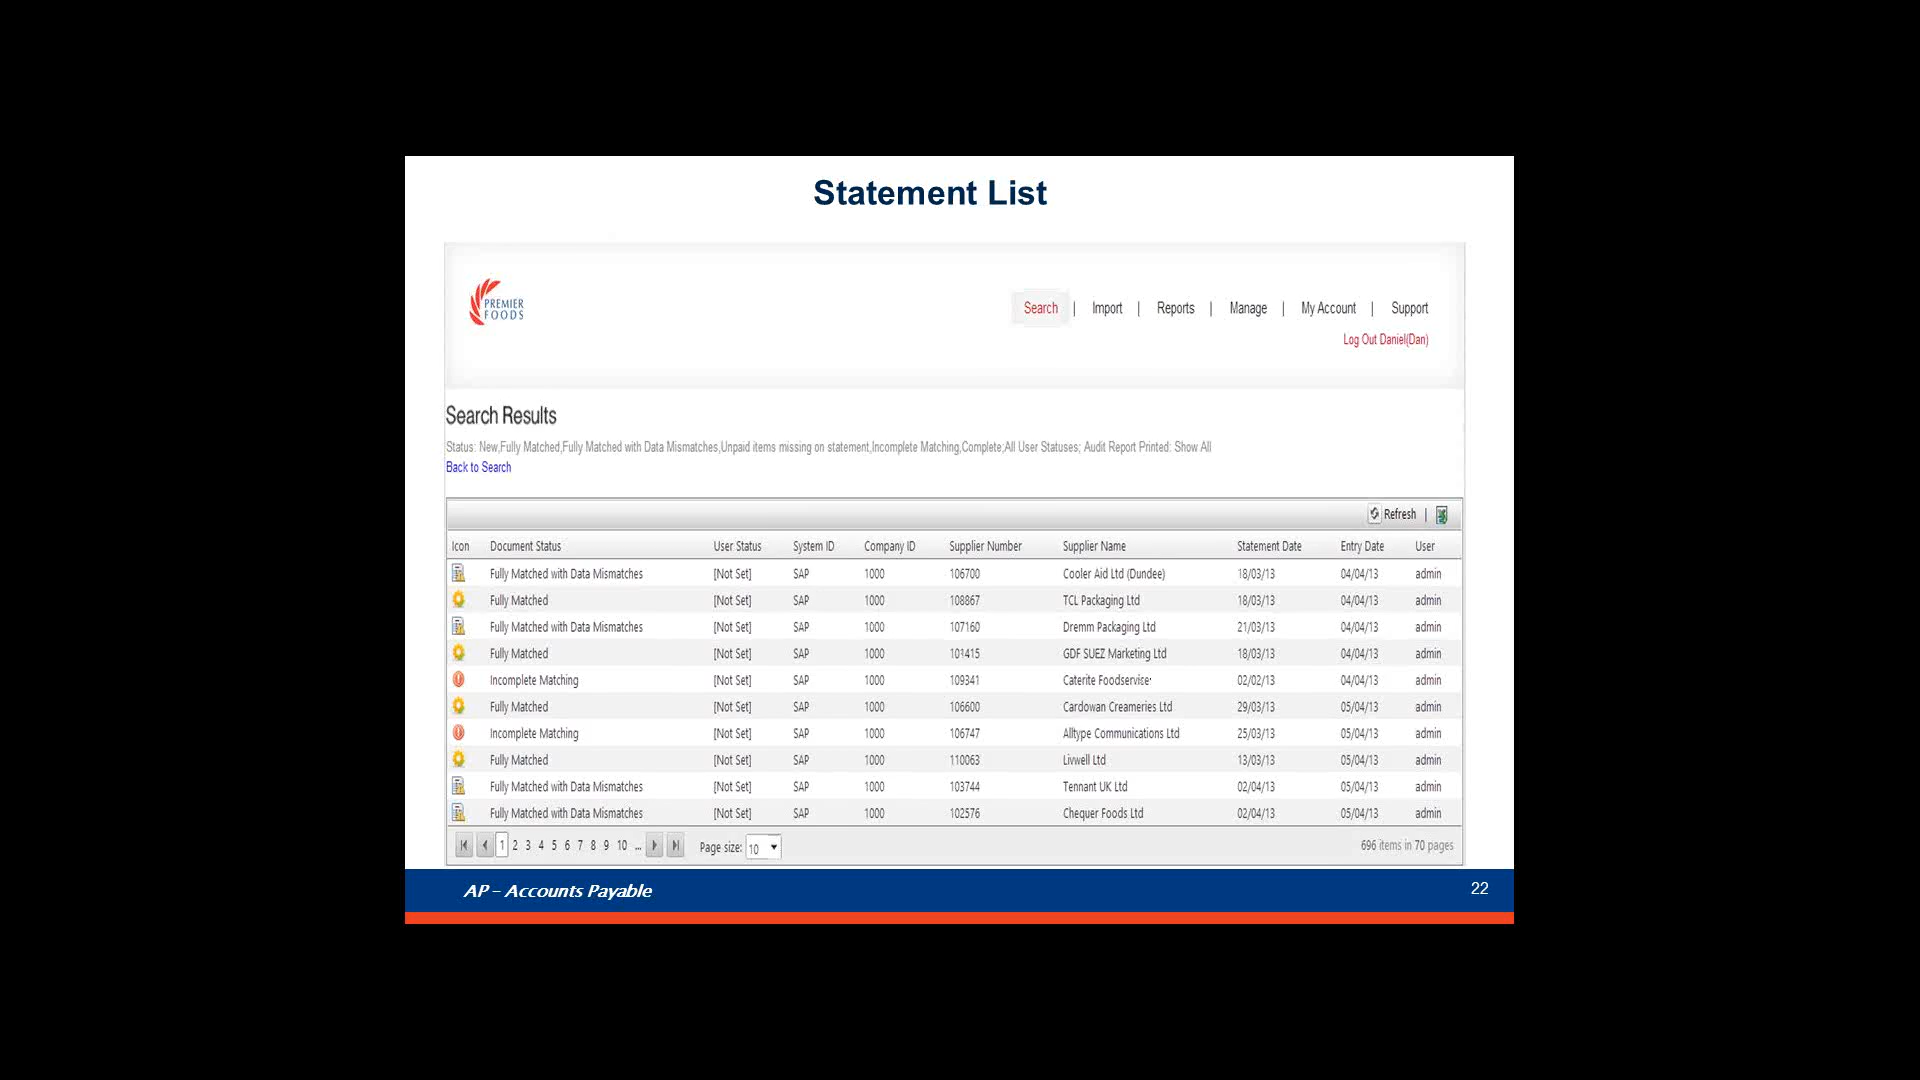 Statement List
PREMIER
FOODS
Search | Import | Reports | Manage | My Account | Support
Log Out Daniel(Dan)
Search Results
Status: New,Fully Matched,Fully Matched with Data Mismatches,Unpaid items missing on statement,Incomplete Matching,Complete;All User Statuses; Audit Report Printed: Show All
Back to Search
Refresh |
Icon Document Status User Status System ID Company ID Supplier Number Supplier Name Statement Date Entry Date User
Fully Matched with Data Mismatches [Not Set] SAP 1000 106700 Cooler Aid Ltd (Dundee) 18/03/13 04/04/13 admin
Fully Matched [Not Set] SAP 1000 108867 TCL Packaging Ltd 18/03/13 04/04/13 admin
Fully Matched with Data Mismatches [Not Set] SAP 1000 107160 Dremm Packaging Ltd 21/03/13 04/04/13 admin
Fully Matched [Not Set] SAP 1000 101415 GDF SUEZ Marketing Ltd 18/03/13 04/04/13 admin
Incomplete Matching [Not Set] SAP 1000 109341 Caterite Foodservice 02/02/13 04/04/13 admin
Fully Matched [Not Set] SAP 1000 106600 Cardowan Creameries Ltd 29/03/13 05/04/13 admin
Incomplete Matching [Not Set] SAP 1000 106747 Alltype Communications Ltd 25/03/13 05/04/13 admin
Fully Matched [Not Set] SAP 1000 110063 Livwell Ltd 13/03/13 05/04/13 admin
Fully Matched with Data Mismatches [Not Set] SAP 1000 103744 Tennant UK Ltd 02/04/13 05/04/13 admin
Fully Matched with Data Mismatches [Not Set] SAP 1000 102576 Chequer Foods Ltd 02/04/13 05/04/13 admin
1 2 3 4 5 6 7 8 9 10 ... Page size: 10 696 items in 70 pages
AP – Accounts Payable 22